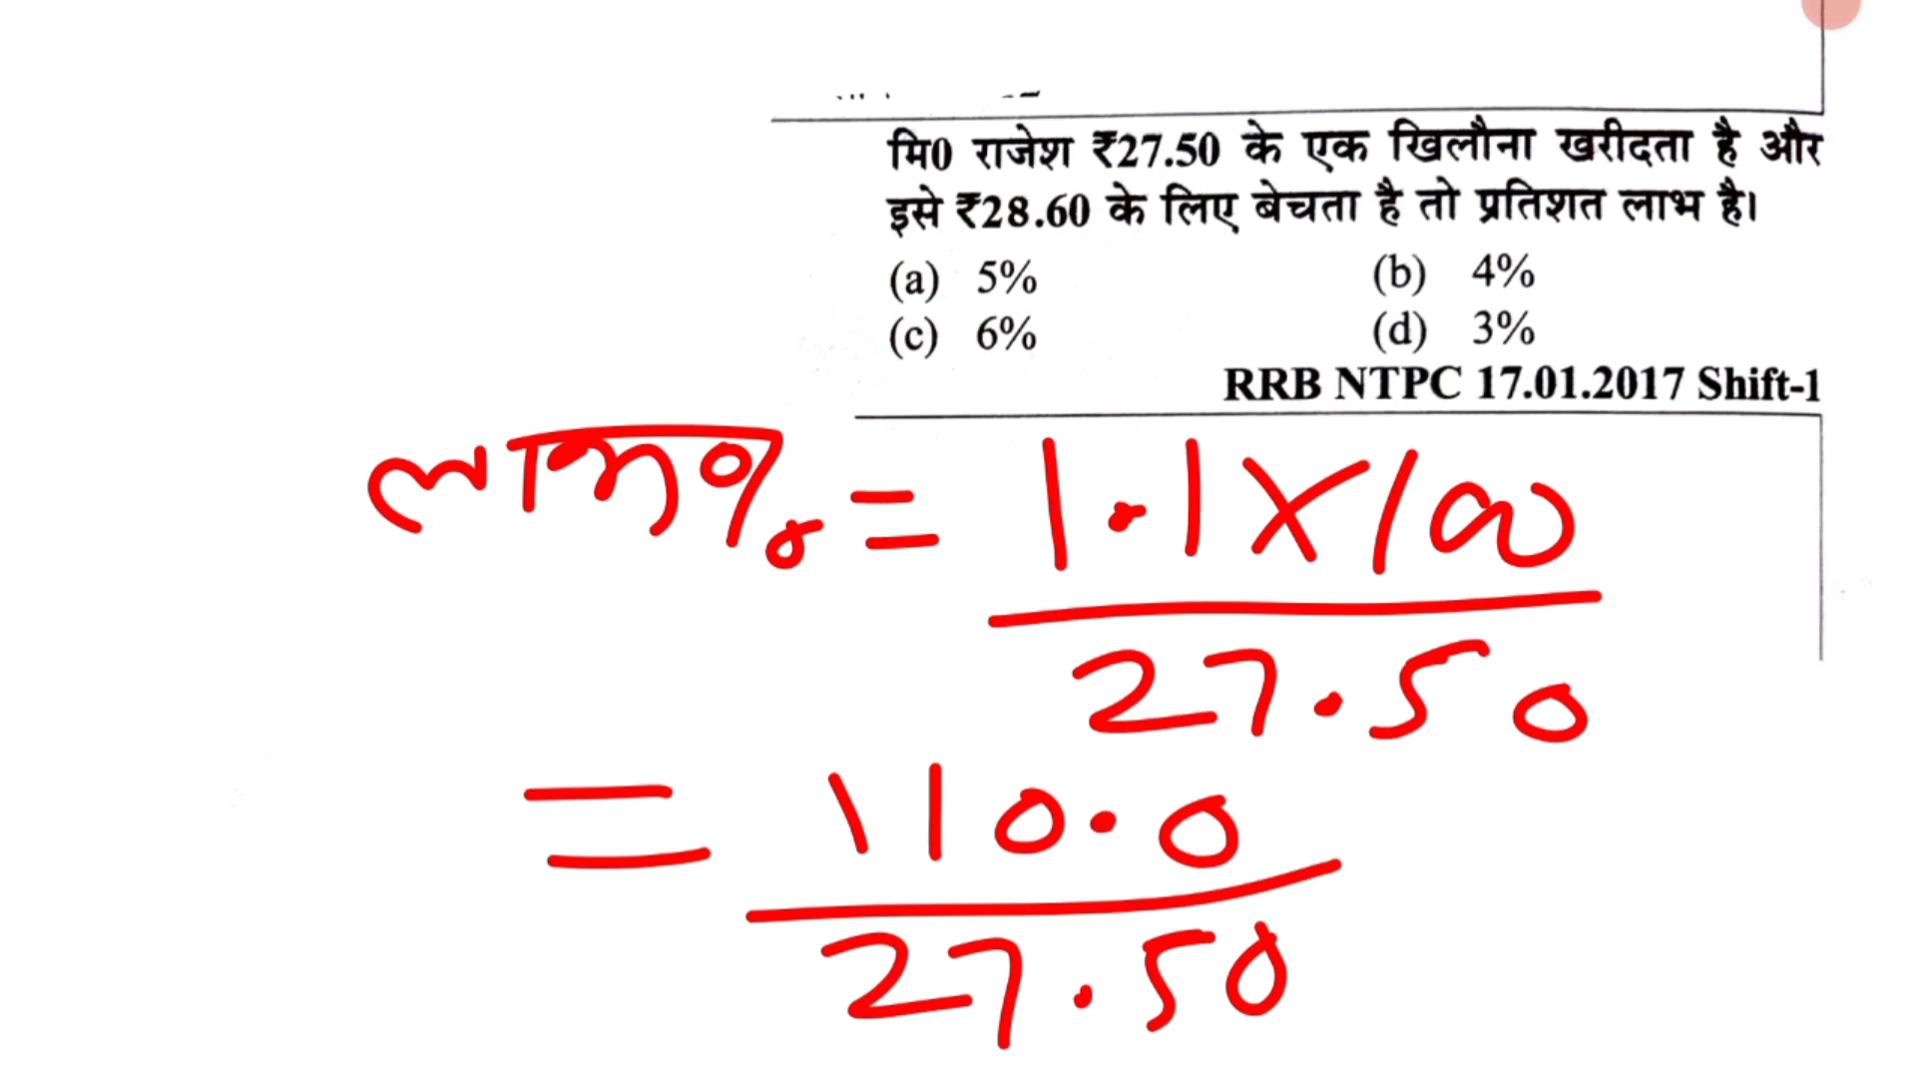 मि0 राजेश ₹27.50 के एक खिलौना खरीदता है और
इसे ₹28.60 के लिए बेचता है तो प्रतिशत लाभ है।
(a) 5% (b) 4%
(c) 6% (d) 3%
RRB NTPC 17.01.2017 Shift-1
लाभ% = 1.1×100
27.50
= 110.0
27.50